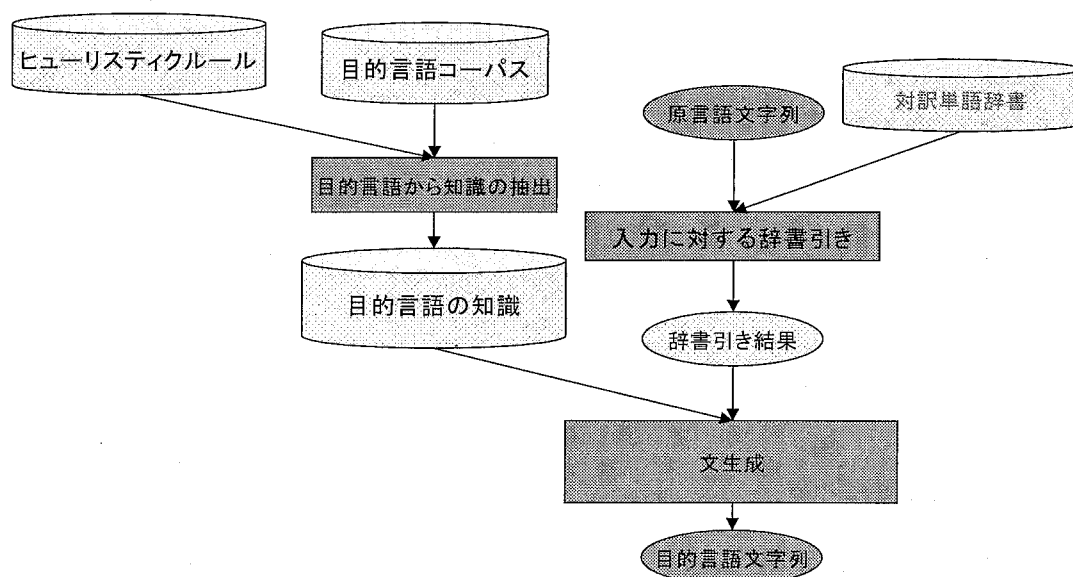 ヒューリスティクルール
目的言語コーパス
原言語文字列
対訳単語辞書
目的言語から知識の抽出
入力に対する辞書引き
目的言語の知識
辞書引き結果
文生成
目的言語文字列